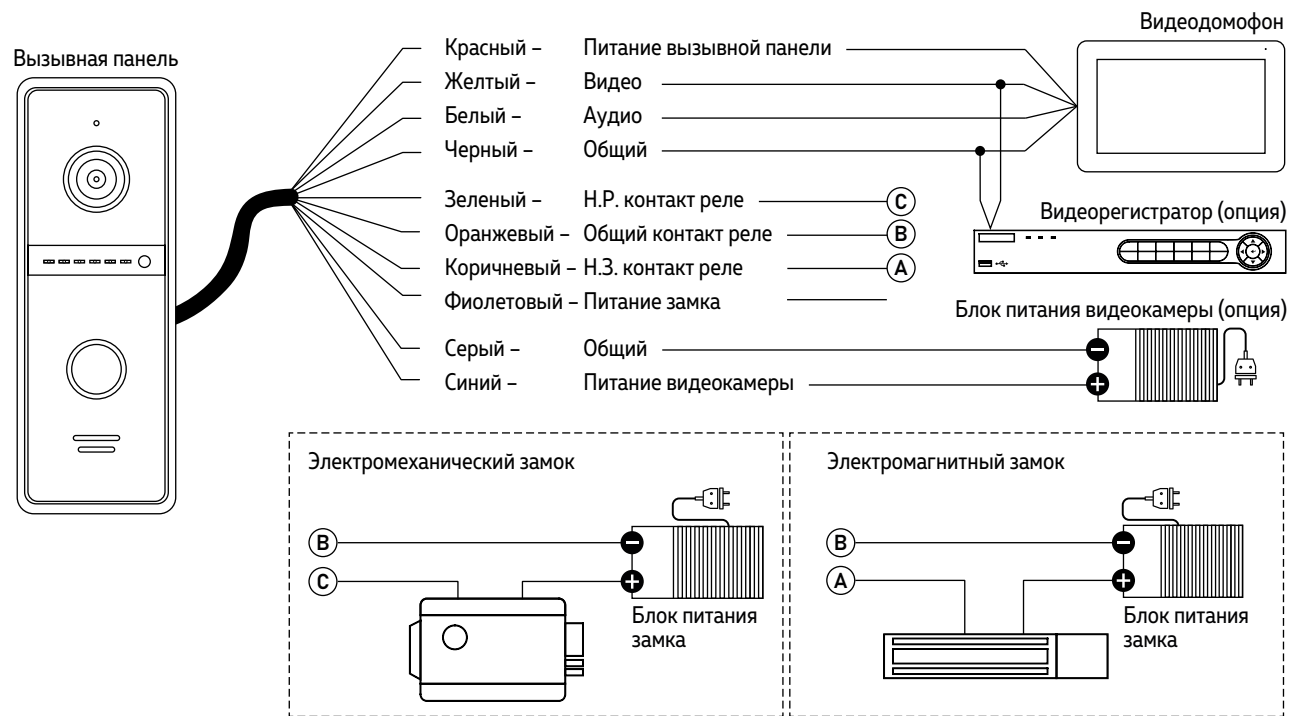 Видеодомофон
Вызывная панель
Красный – Питание вызывной панели
Желтый – Видео
Белый – Аудио
Черный – Общий
Зеленый – Н.Р. контакт реле C
Оранжевый – Общий контакт реле B
Коричневый – Н.З. контакт реле A
Фиолетовый – Питание замка
Видеорегистратор (опция)
Блок питания видеокамеры (опция)
Серый – Общий
Синий – Питание видеокамеры
Электромеханический замок
B
C
Блок питания
замка
Электромагнитный замок
B
A
Блок питания
замка